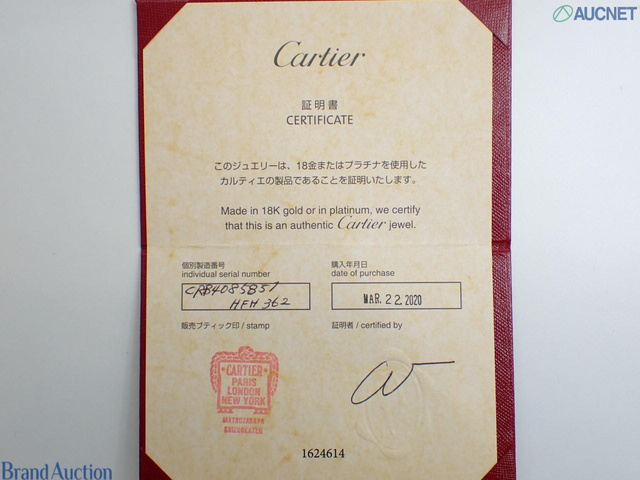 AUCNET
Cartier
証明書
CERTIFICATE
このジュエリーは、18金またはプラチナを使用した
カルティエの製品であることを証明いたします。
Made in 18K gold or in platinum, we certify
that this is an authentic Cartier jewel.
個別製造番号
individual serial number
CRB4085851
HFH 362
購入年月日
date of purchase
MAR. 22. 2020
販売ブティック印 / stamp
証明者 / certified by
CARTIER
PARIS
LONDON
NEW YORK
1624614
Brand Auction